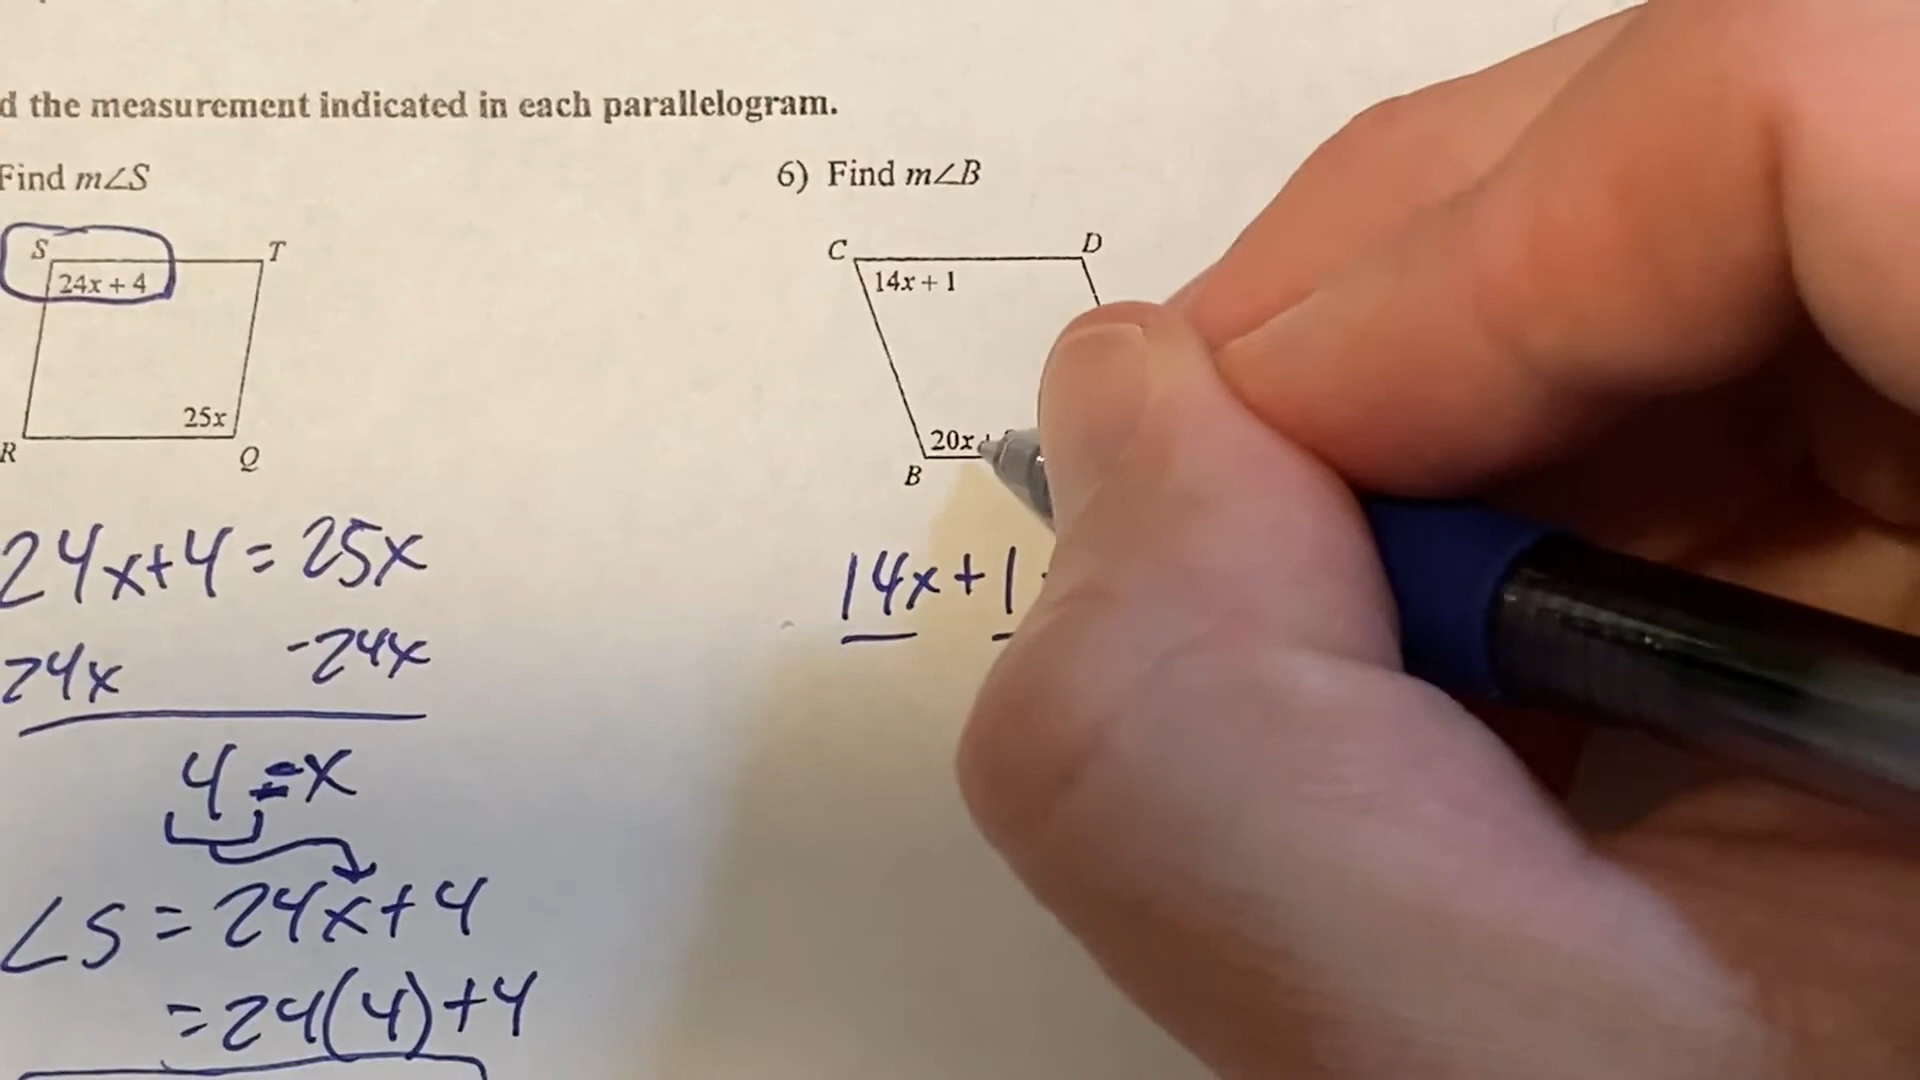 d the measurement indicated in each parallelogram.
Find m∠S
S
T
24x + 4
25x
R
Q
24x+4=25x
24x -24x
4=x
∠S=24x+4
=24(4)+4
6) Find m∠B
C
D
14x + 1
20x+
B
14x+1